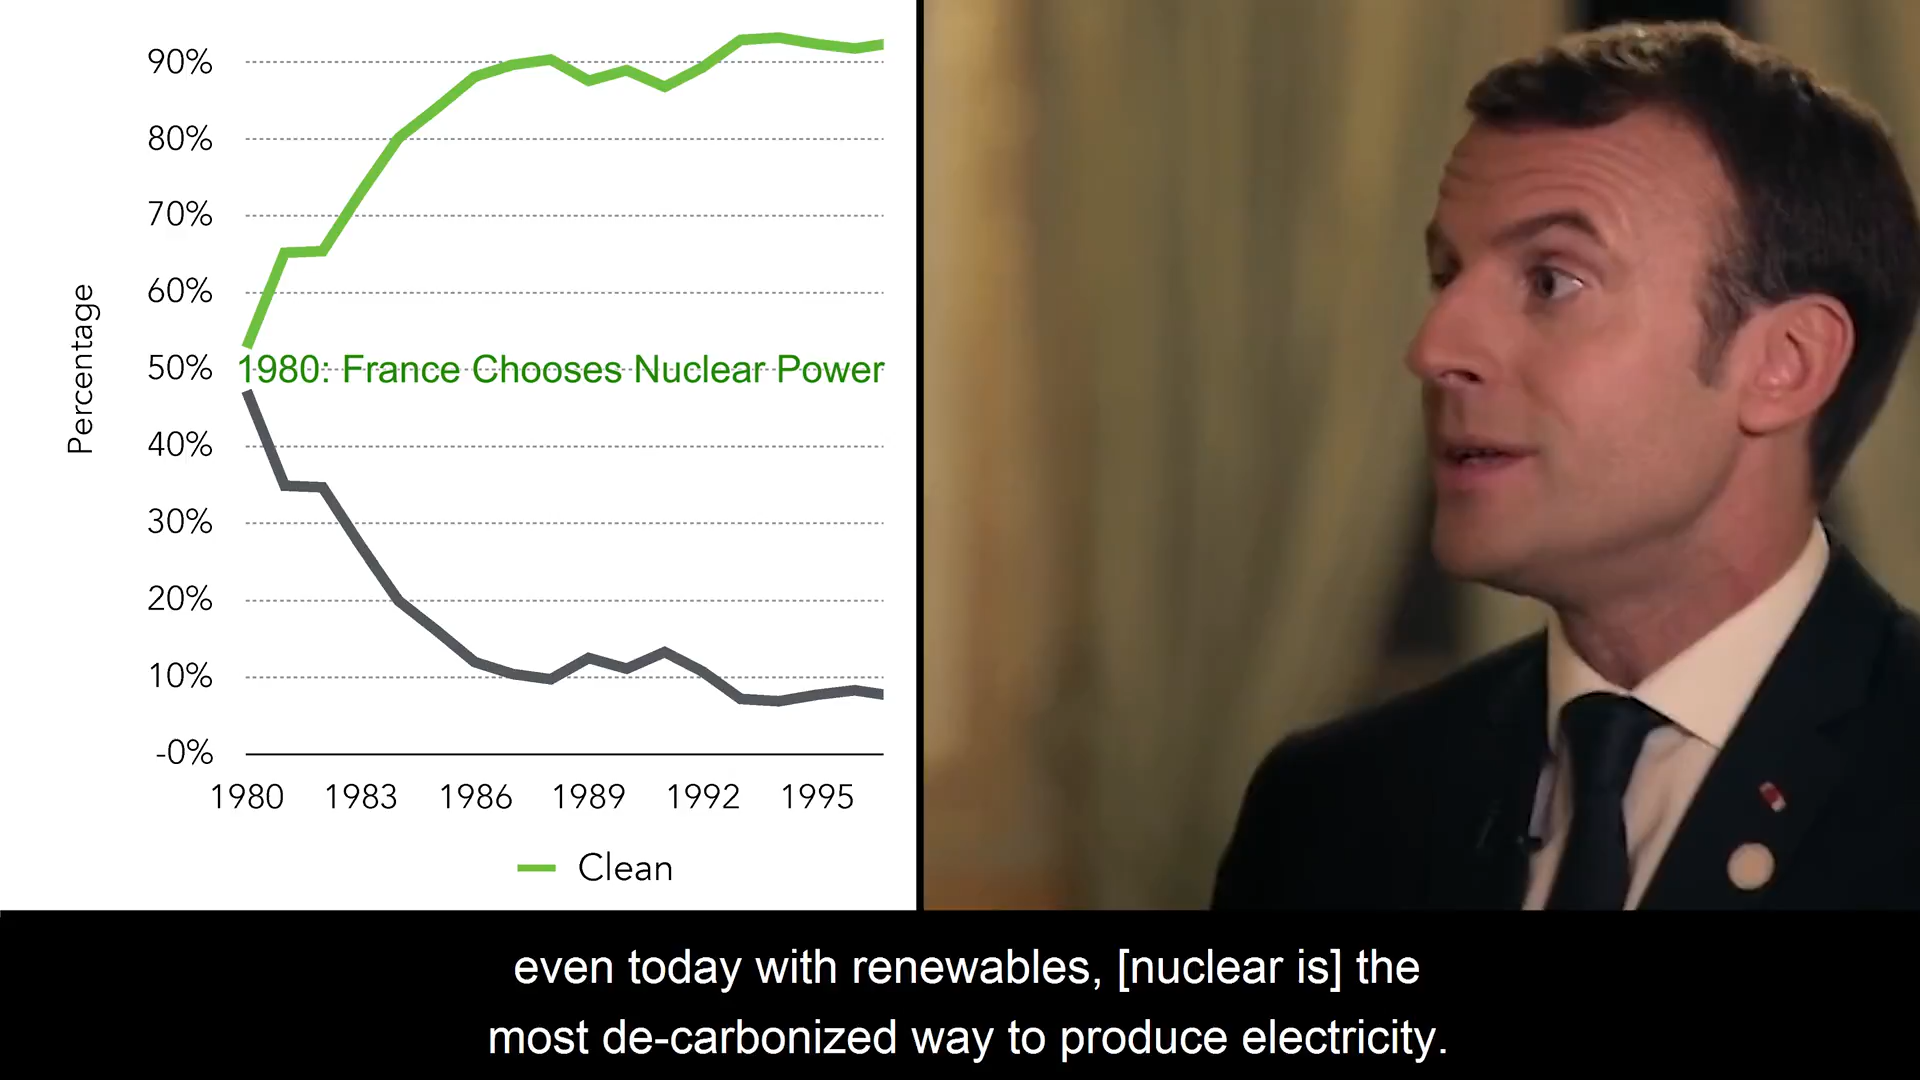 90%
80%
70%
60%
50%
40%
30%
20%
10%
-0%
Percentage
1980: France Chooses Nuclear Power
1980 1983 1986 1989 1992 1995
Clean
even today with renewables, [nuclear is] the
most de-carbonized way to produce electricity.